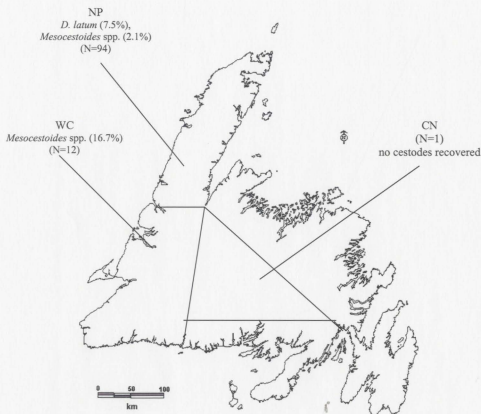 NP
D. latum (7.5%),
Mesocestoides spp. (2.1%)
(N=94)
WC
Mesocestoides spp. (16.7%)
(N=12)
CN
(N=1)
no cestodes recovered
0 50 100
km